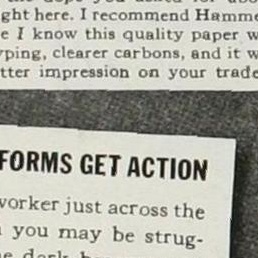 ght here. I recommend Hamme
e I know this quality paper w
yping, clearer carbons, and it w
tter impression on your trade
FORMS GET ACTION
worker just across the
you may be strug-